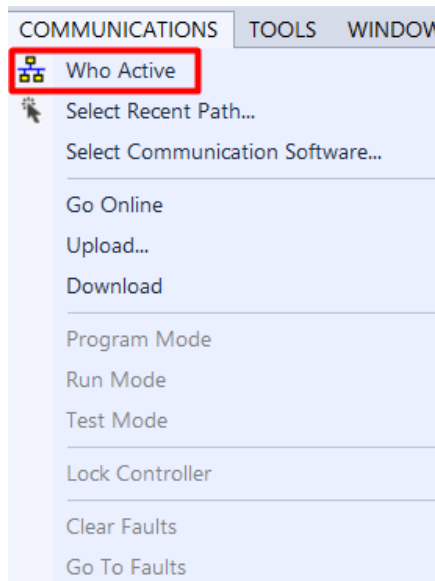 COMMUNICATIONS TOOLS WINDOW
Who Active
Select Recent Path...
Select Communication Software...
Go Online
Upload...
Download
Program Mode
Run Mode
Test Mode
Lock Controller
Clear Faults
Go To Faults